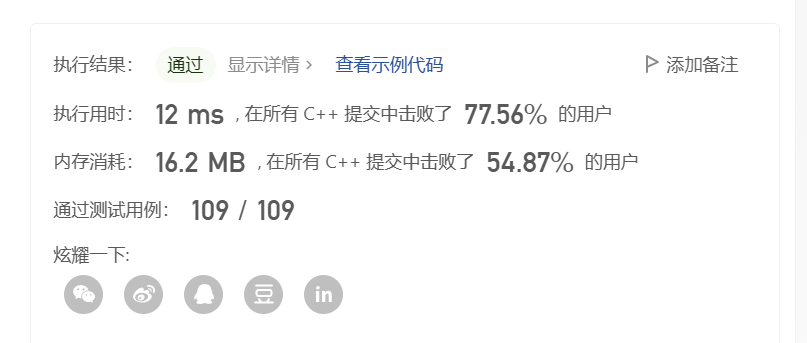 执行结果： 通过 显示详情 › 查看示例代码 添加备注
执行用时： 12 ms , 在所有 C++ 提交中击败了 77.56% 的用户
内存消耗： 16.2 MB , 在所有 C++ 提交中击败了 54.87% 的用户
通过测试用例： 109 / 109
炫耀一下:
豆 in